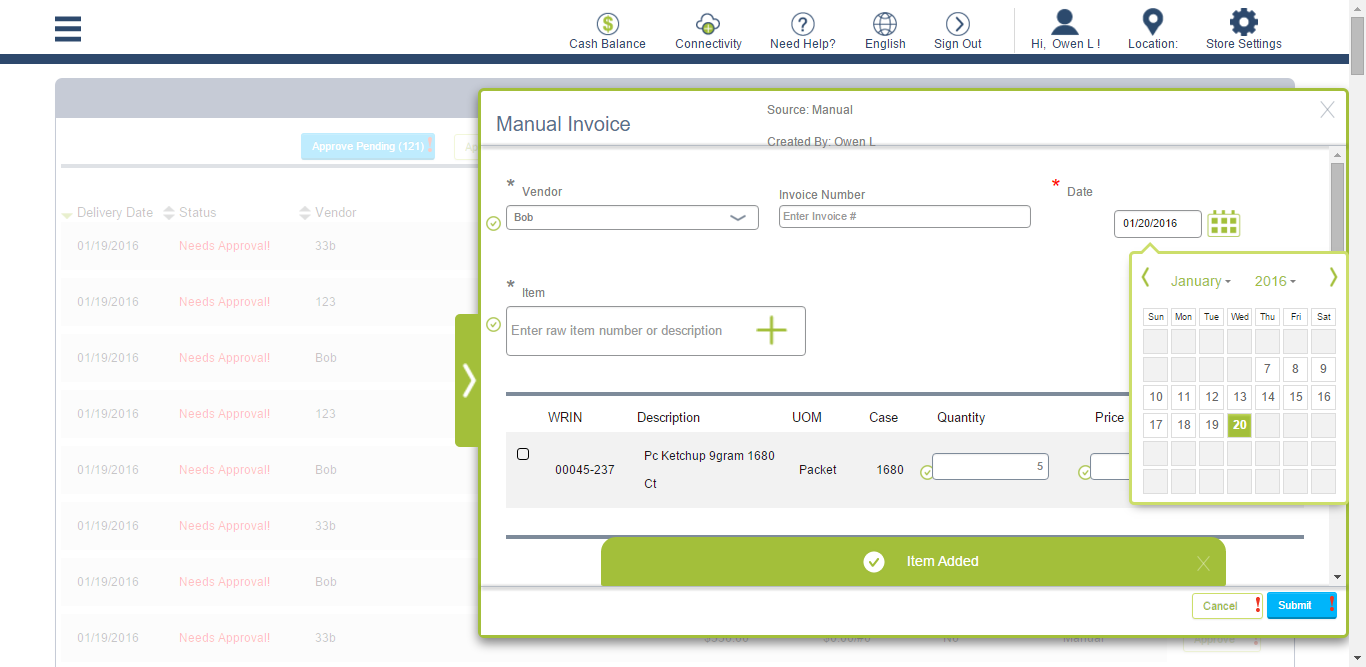 Cash Balance Connectivity Need Help? English Sign Out Hi, Owen L ! Location: Store Settings
Approve Pending (121) !
Delivery Date Status Vendor
01/19/2016 Needs Approval! 33b
01/19/2016 Needs Approval! 123
01/19/2016 Needs Approval! Bob
01/19/2016 Needs Approval! 123
01/19/2016 Needs Approval! Bob
01/19/2016 Needs Approval! 33b
01/19/2016 Needs Approval! Bob
01/19/2016 Needs Approval! 33b
Manual Invoice
Source: Manual
Created By: Owen L
X
* Vendor
Bob
Invoice Number
Enter Invoice #
* Date
01/20/2016
January 2016
Sun Mon Tue Wed Thu Fri Sat
7 8 9
10 11 12 13 14 15 16
17 18 19 20
* Item
Enter raw item number or description
WRIN Description UOM Case Quantity Price
00045-237 Pc Ketchup 9gram 1680 Packet 1680 5
Ct
Item Added X
Cancel ! Submit !